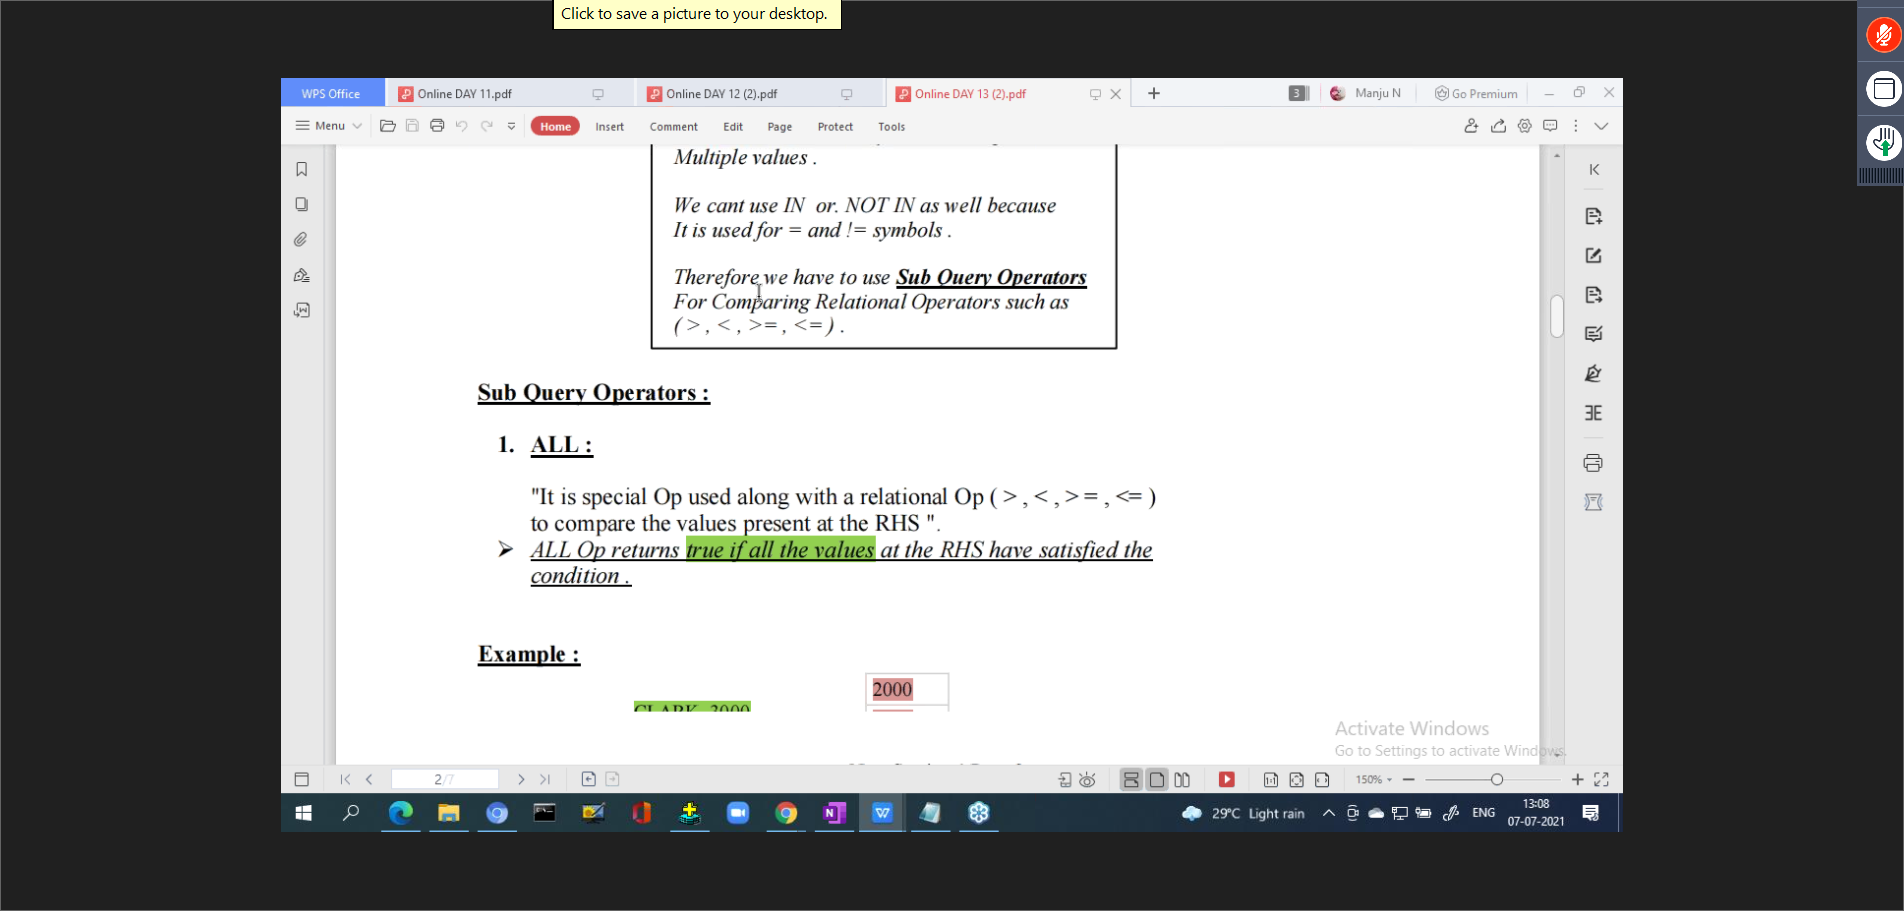 Click to save a picture to your desktop.
WPS Office
Online DAY 11.pdf
Online DAY 12 (2).pdf
Online DAY 13 (2).pdf
3
Manju N
Go Premium
Menu
Home
Insert
Comment
Edit
Page
Protect
Tools
Multiple values .
We cant use IN or. NOT IN as well because
It is used for = and != symbols .
Therefore we have to use Sub Query Operators
For Comparing Relational Operators such as
( > , < , >= , <= ) .
Sub Query Operators :
1. ALL :
"It is special Op used along with a relational Op ( > , < , > = , <= )
to compare the values present at the RHS ".
➢ ALL Op returns true if all the values at the RHS have satisfied the
condition .
Example :
2000
CLARK
Activate Windows
Go to Settings to activate Windows.
2/7
150%
29°C Light rain
ENG
13:08
07-07-2021